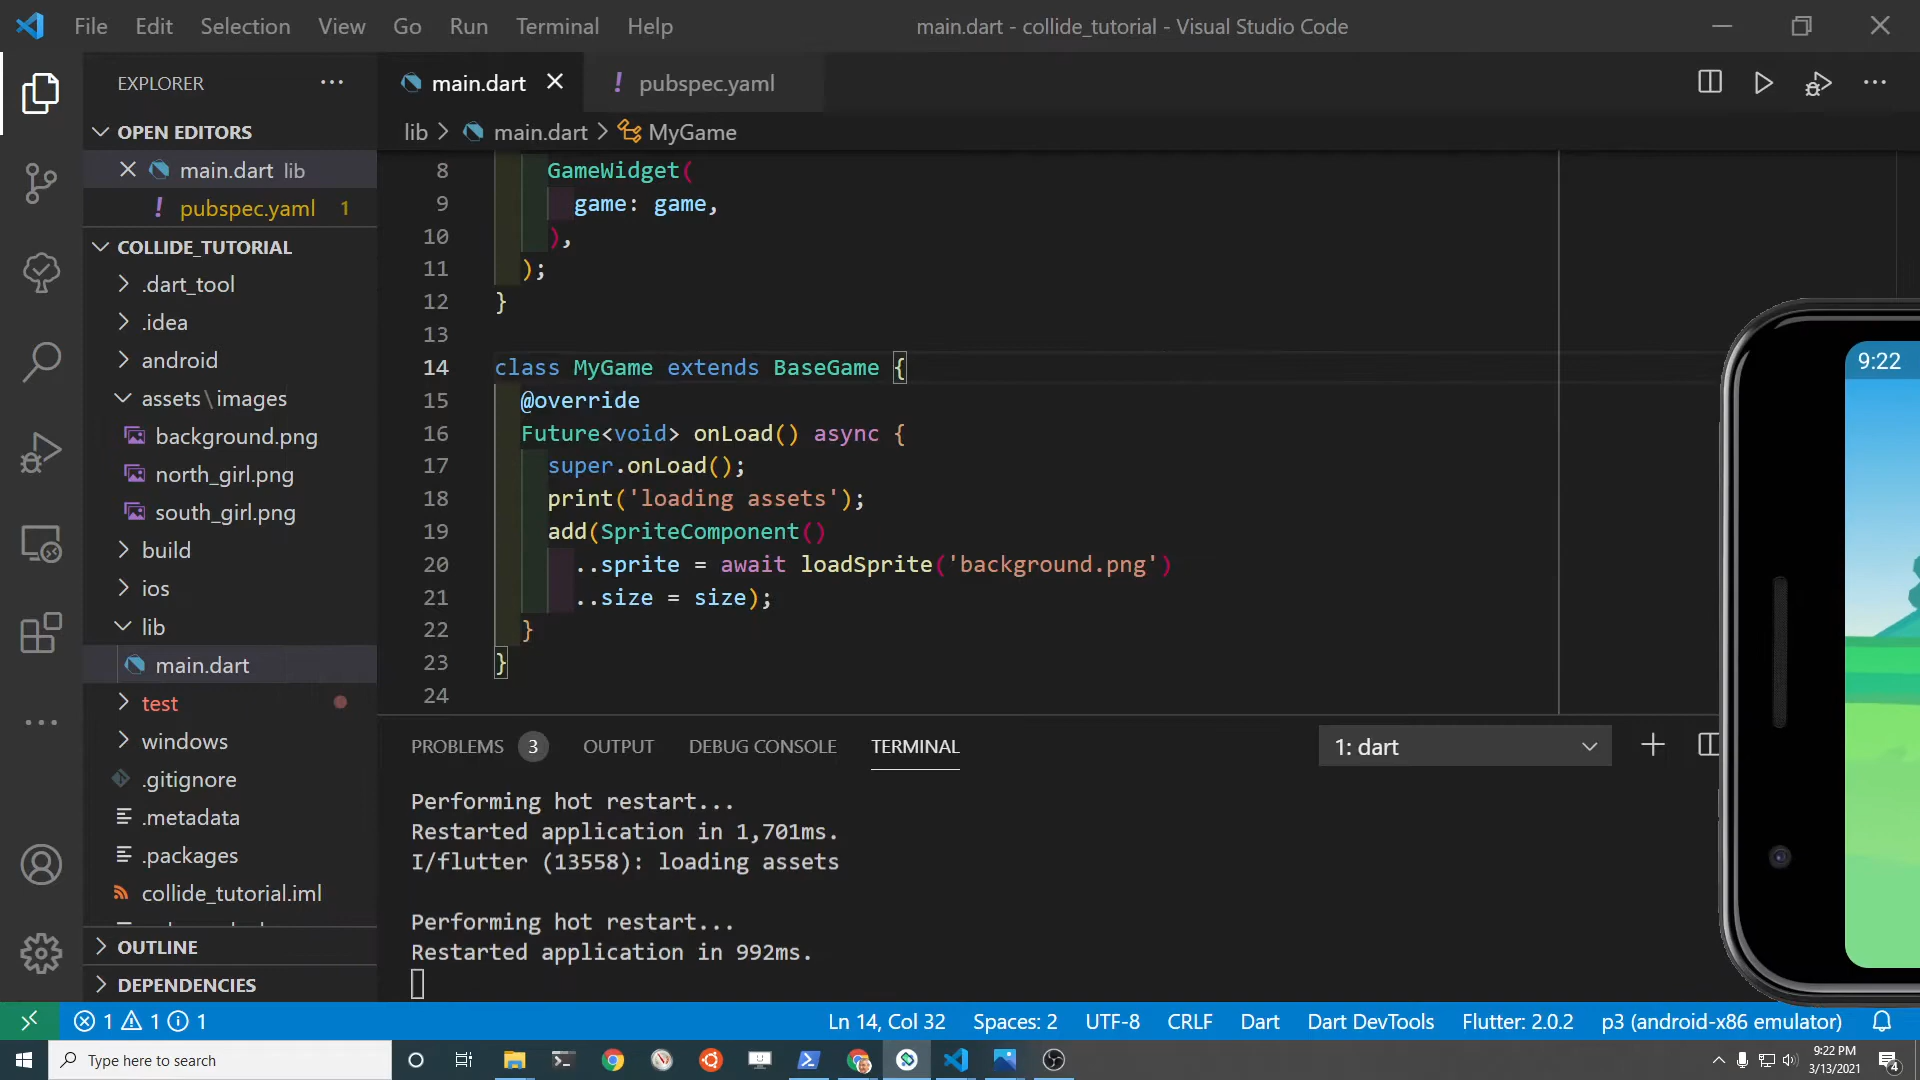 File Edit Selection View Go Run Terminal Help
main.dart - collide_tutorial - Visual Studio Code
EXPLORER
OPEN EDITORS
main.dart lib
pubspec.yaml 1
COLLIDE_TUTORIAL
.dart_tool
.idea
android
assets\images
background.png
north_girl.png
south_girl.png
build
ios
lib
main.dart
test
windows
.gitignore
.metadata
.packages
collide_tutorial.iml
OUTLINE
DEPENDENCIES
main.dart
! pubspec.yaml
lib > main.dart > MyGame
8 GameWidget(
9 game: game,
10 ),
11 );
12 }
13
14 class MyGame extends BaseGame {
15 @override
16 Future<void> onLoad() async {
17 super.onLoad();
18 print('loading assets');
19 add(SpriteComponent()
20 ..sprite = await loadSprite('background.png')
21 ..size = size);
22 }
23 }
24
PROBLEMS 3 OUTPUT DEBUG CONSOLE TERMINAL
1: dart
Performing hot restart...
Restarted application in 1,701ms.
I/flutter (13558): loading assets
Performing hot restart...
Restarted application in 992ms.
9:22
1 1 1
Ln 14, Col 32 Spaces: 2 UTF-8 CRLF Dart Dart DevTools Flutter: 2.0.2 p3 (android-x86 emulator)
Type here to search
9:22 PM
3/13/2021
4